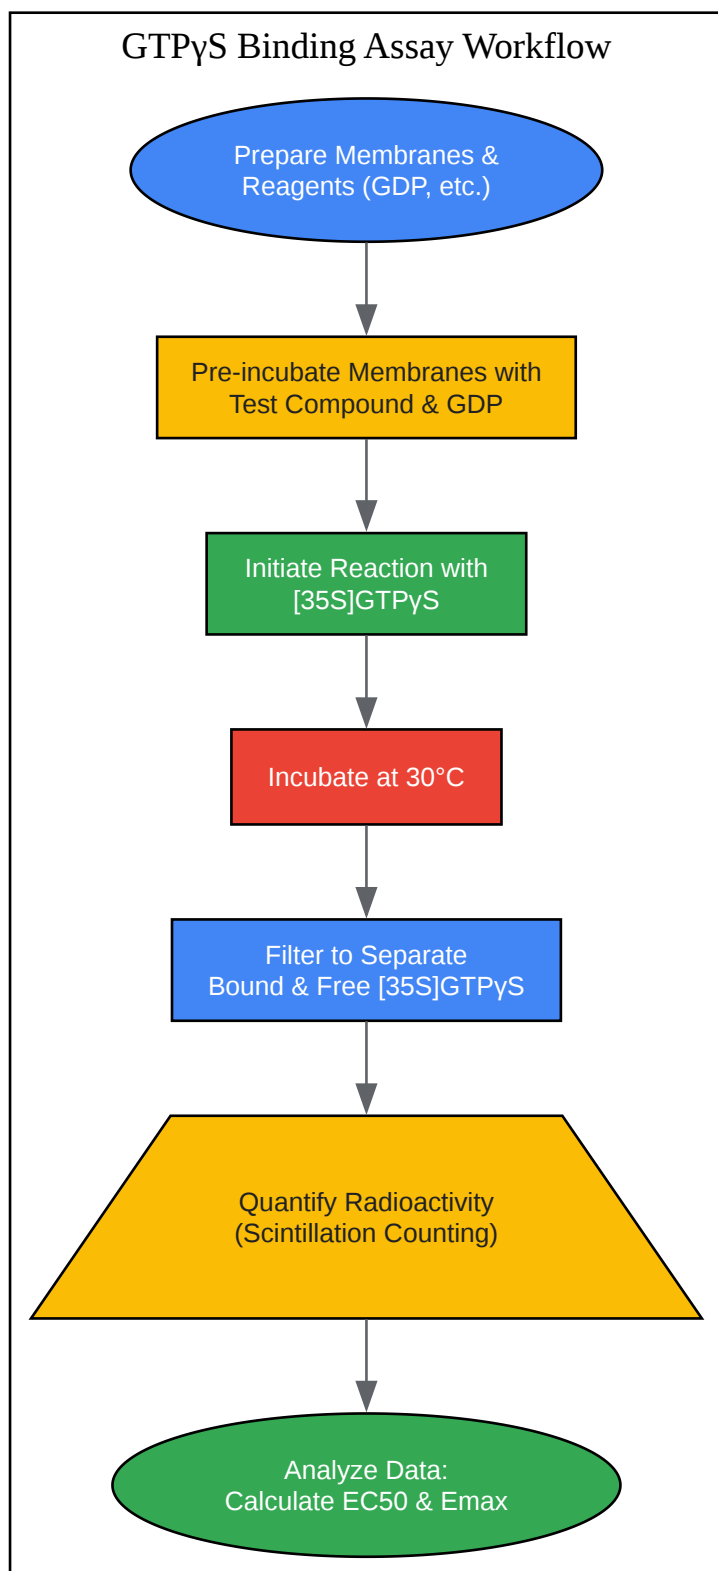 GTPγS Binding Assay Workflow
Prepare Membranes &
Reagents (GDP, etc.)
Pre-incubate Membranes with
Test Compound & GDP
Initiate Reaction with
[35S]GTPγS
Incubate at 30°C
Filter to Separate
Bound & Free [35S]GTPγS
Quantify Radioactivity
(Scintillation Counting)
Analyze Data:
Calculate EC50 & Emax